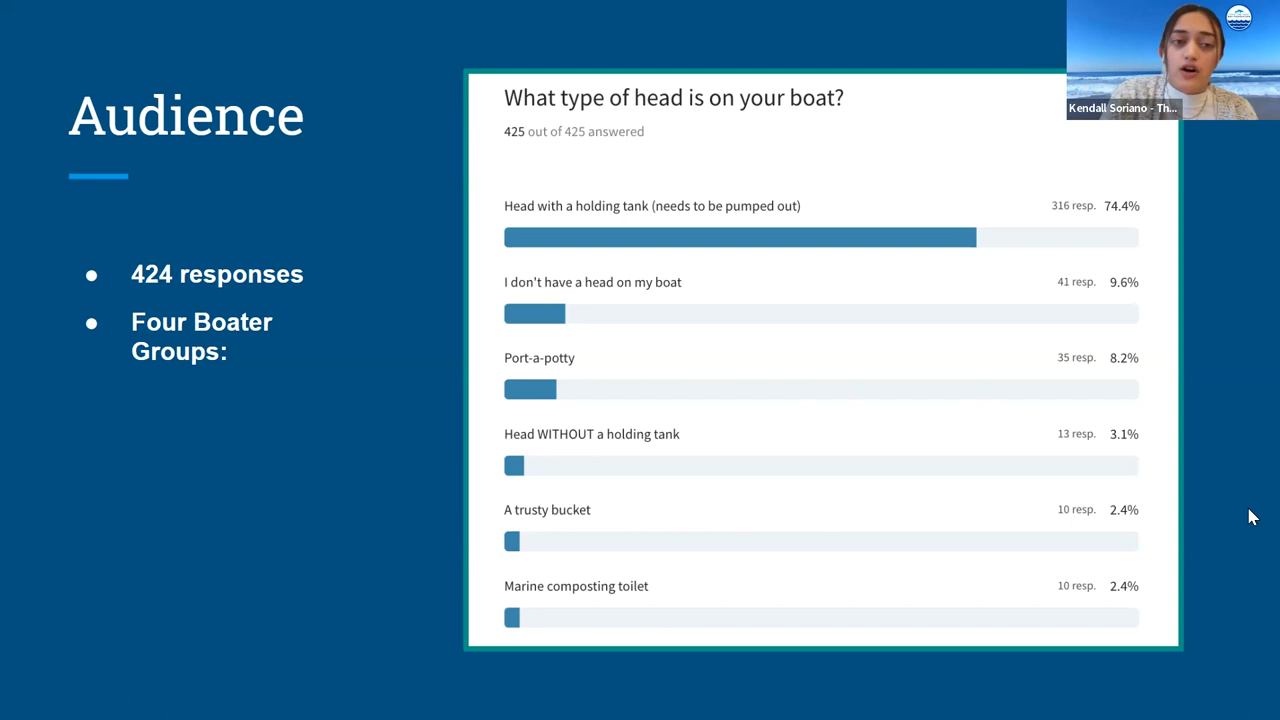 Audience
● 424 responses
● Four Boater
Groups:
What type of head is on your boat?
425 out of 425 answered
Head with a holding tank (needs to be pumped out) 316 resp. 74.4%
I don't have a head on my boat 41 resp. 9.6%
Port-a-potty 35 resp. 8.2%
Head WITHOUT a holding tank 13 resp. 3.1%
A trusty bucket 10 resp. 2.4%
Marine composting toilet 10 resp. 2.4%
Kendall Soriano - Th...